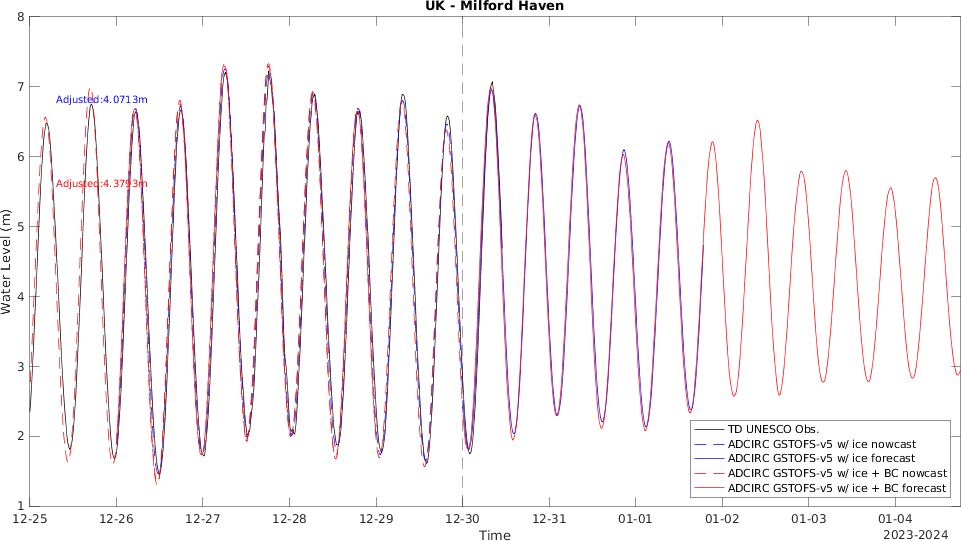 UK - Milford Haven
8
7
6
5
4
3
2
1
Water Level (m)
Adjusted:4.0713m
Adjusted:4.3793m
TD UNESCO Obs.
ADCIRC GSTOFS-v5 w/ ice nowcast
ADCIRC GSTOFS-v5 w/ ice forecast
ADCIRC GSTOFS-v5 w/ ice + BC nowcast
ADCIRC GSTOFS-v5 w/ ice + BC forecast
12-25 12-26 12-27 12-28 12-29 12-30 12-31 01-01 01-02 01-03 01-04
Time
2023-2024